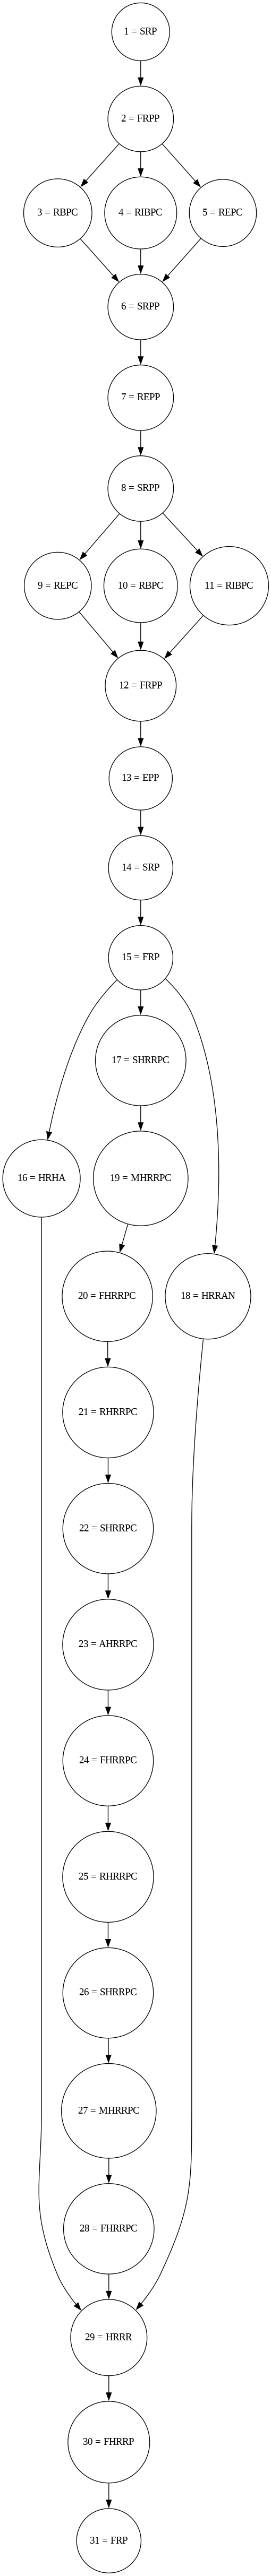 1 = SRP
2 = FRPP
3 = RBPC
4 = RIBPC
5 = REPC
6 = SRPP
7 = REPP
8 = SRPP
9 = REPC
10 = RBPC
11 = RIBPC
12 = FRPP
13 = EPP
14 = SRP
15 = FRP
17 = SHRRPC
16 = HRHA
19 = MHRRPC
20 = FHRRPC
18 = HRRAN
21 = RHRRPC
22 = SHRRPC
23 = AHRRPC
24 = FHRRPC
25 = RHRRPC
26 = SHRRPC
27 = MHRRPC
28 = FHRRPC
29 = HRRR
30 = FHRRP
31 = FRP